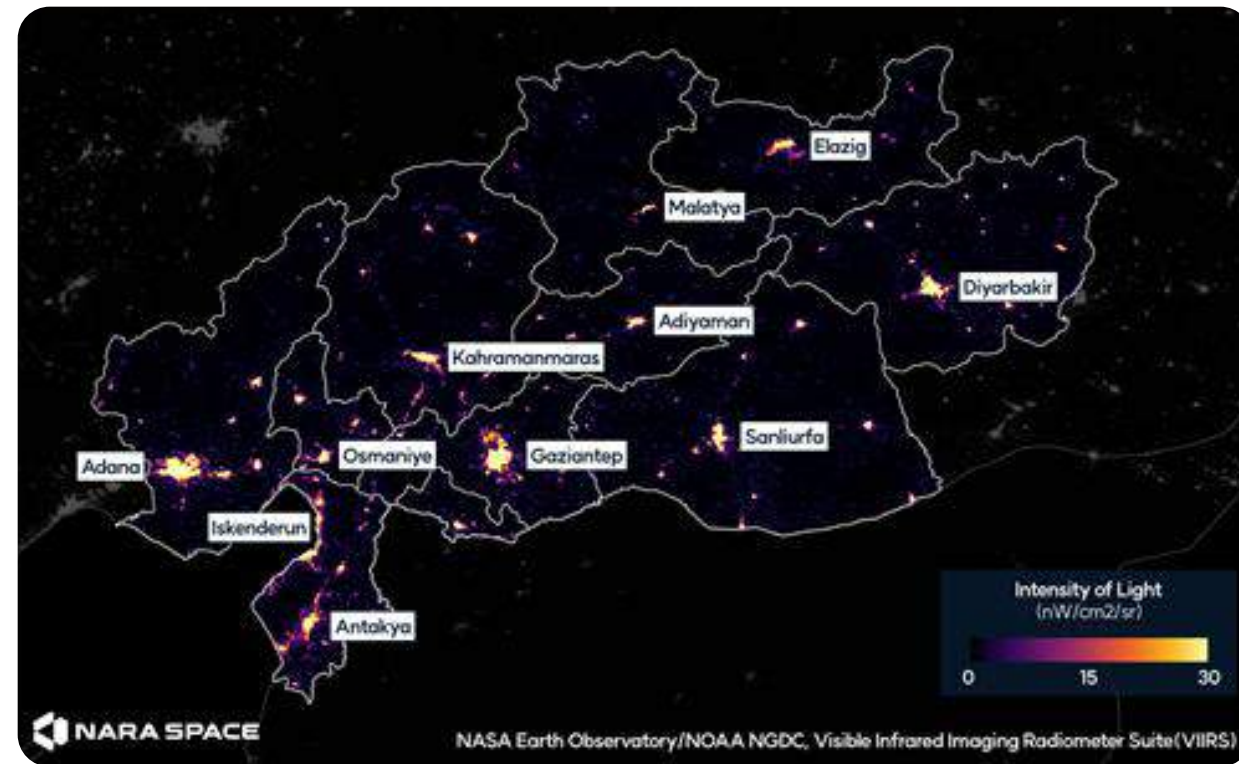 Elazig
Malatya
Diyarbakir
Adiyaman
Kahramanmaras
Sanliurfa
Osmaniye
Gaziantep
Adana
Iskenderun
Antakya
Intensity of Light
(nW/cm2/sr)
0 15 30
NARA SPACE
NASA Earth Observatory/NOAA NGDC, Visible Infrared Imaging Radiometer Suite(VIIRS)